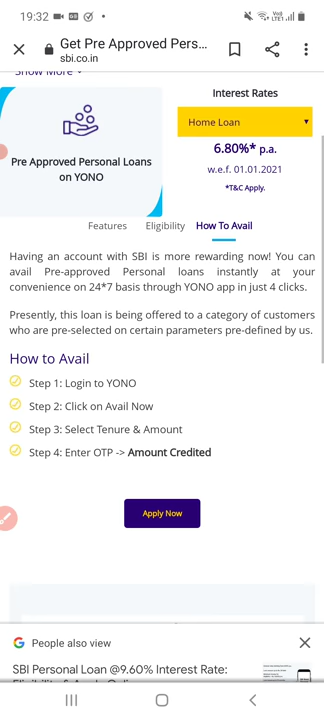 19:32
Get Pre Approved Pers...
sbi.co.in
Show More
Interest Rates
Home Loan
6.80%* p.a.
w.e.f. 01.01.2021
*T&C Apply.
Pre Approved Personal Loans
on YONO
Features Eligibility How To Avail
Having an account with SBI is more rewarding now! You can
avail Pre-approved Personal loans instantly at your
convenience on 24*7 basis through YONO app in just 4 clicks.
Presently, this loan is being offered to a category of customers
who are pre-selected on certain parameters pre-defined by us.
How to Avail
Step 1: Login to YONO
Step 2: Click on Avail Now
Step 3: Select Tenure & Amount
Step 4: Enter OTP -> Amount Credited
Apply Now
People also view
SBI Personal Loan @9.60% Interest Rate: